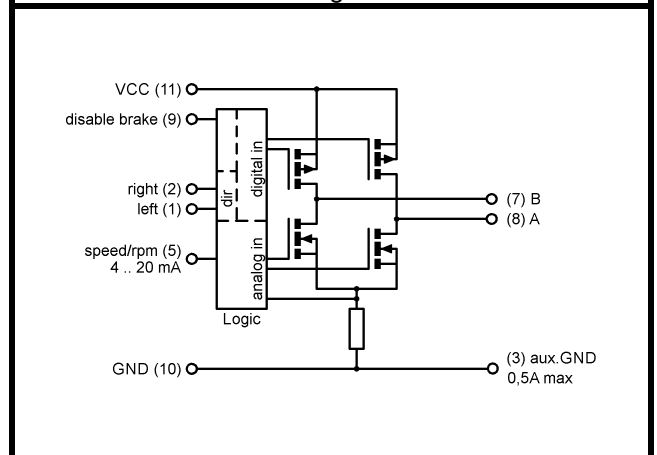 VCC (11)
disable brake (9)
right (2)
left (1)
speed/rpm (5)
4 .. 20 mA
dir
digital in
analog in
Logic
GND (10)
(7) B
(8) A
(3) aux.GND
0,5A max